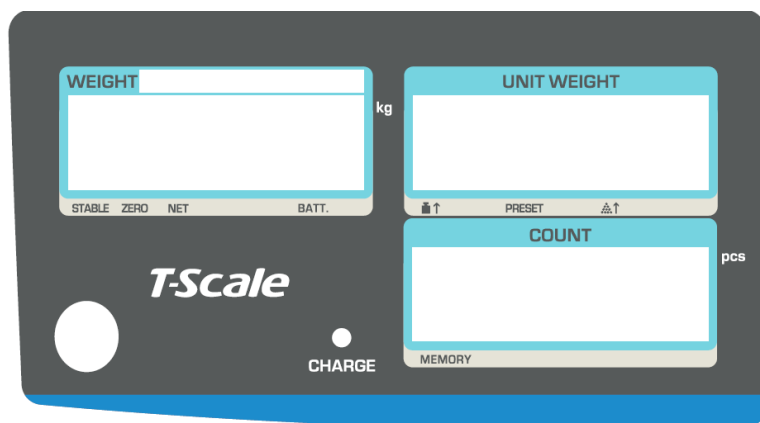 WEIGHT
kg
STABLE ZERO NET BATT.
UNIT WEIGHT
↑ PRESET ↑
COUNT
pcs
MEMORY
T-Scale
CHARGE